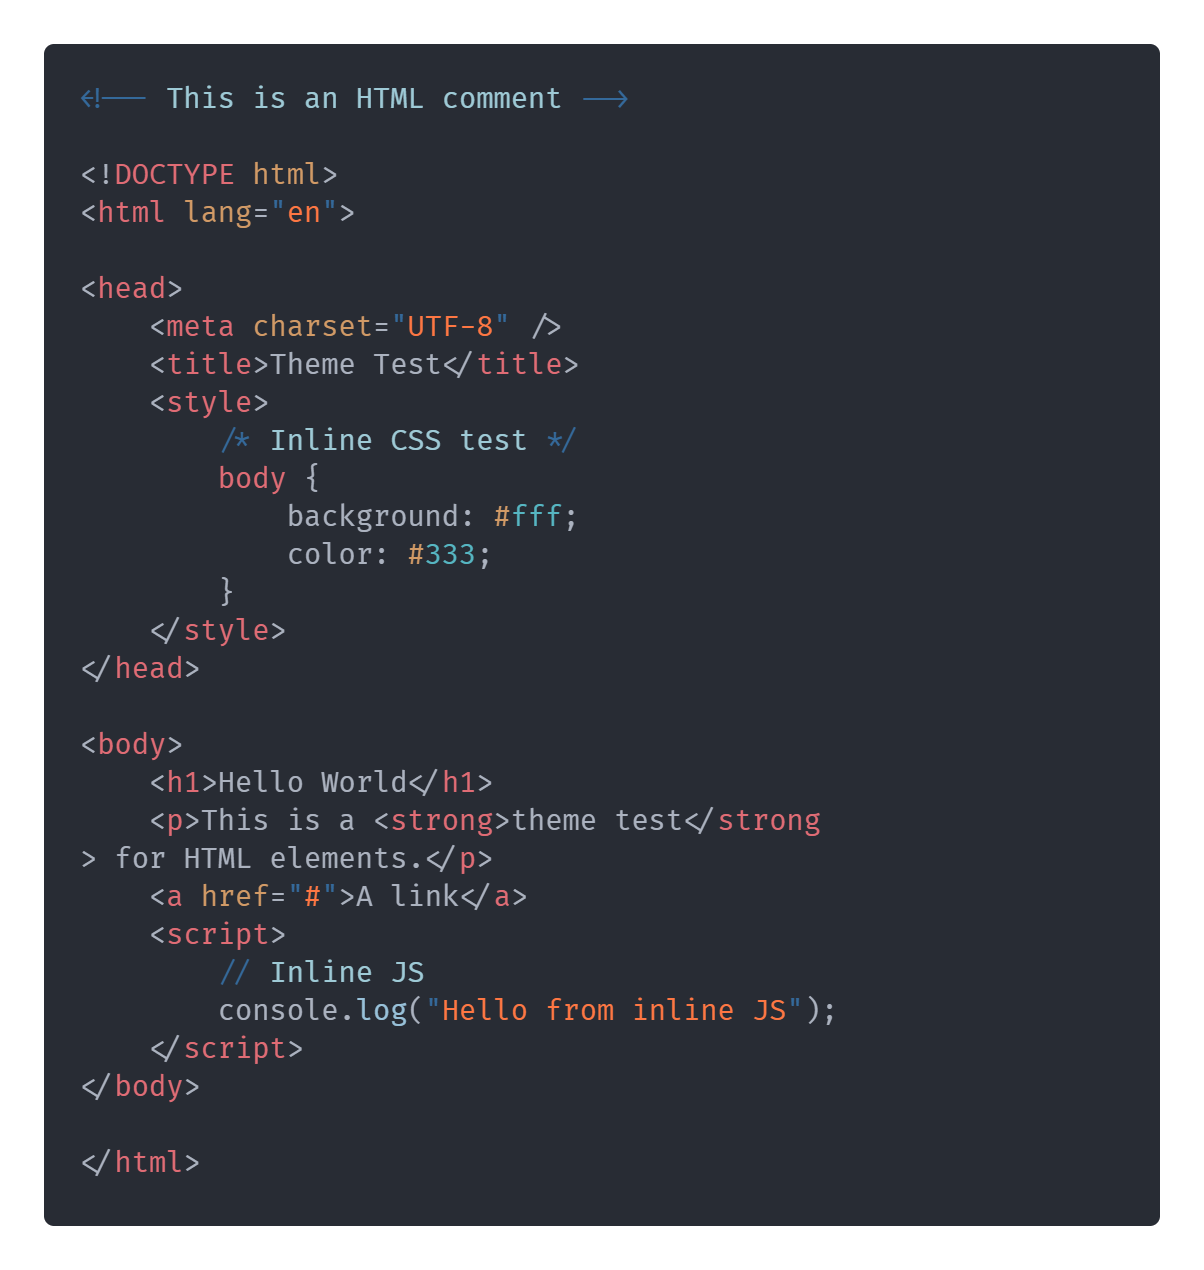 <!-- This is an HTML comment -->

<!DOCTYPE html>
<html lang="en">

<head>
    <meta charset="UTF-8" />
    <title>Theme Test</title>
    <style>
        /* Inline CSS test */
        body {
            background: #fff;
            color: #333;
        }
    </style>
</head>

<body>
    <h1>Hello World</h1>
    <p>This is a <strong>theme test</strong
> for HTML elements.</p>
    <a href="#">A link</a>
    <script>
        // Inline JS
        console.log("Hello from inline JS");
    </script>
</body>

</html>